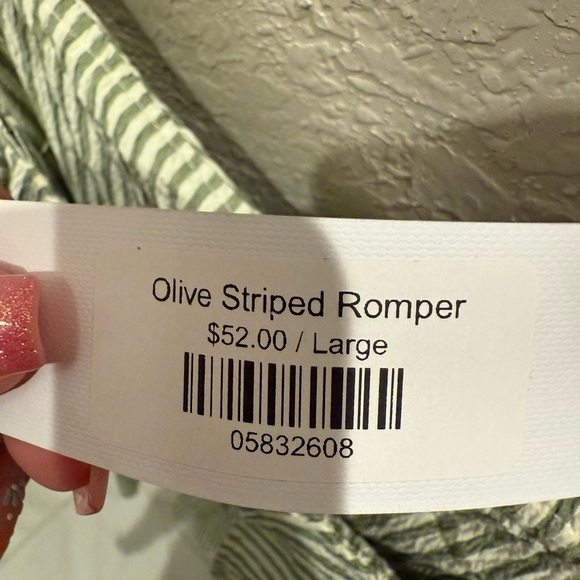 Olive Striped Romper
$52.00 / Large
05832608